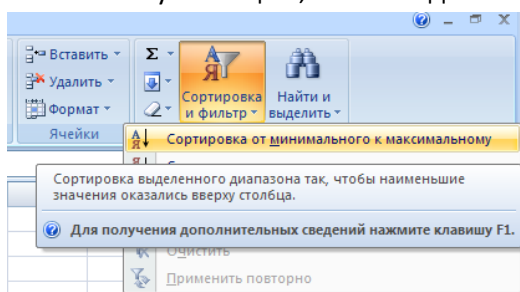 Вставить
Удалить
Формат
Ячейки
Σ
Сортировка
и фильтр
Найти и
выделить
Сортировка от минимального к максимальному
Сортировка выделенного диапазона так, чтобы наименьшие
значения оказались вверху столбца.
Для получения дополнительных сведений нажмите клавишу F1.
Очистить
Применить повторно